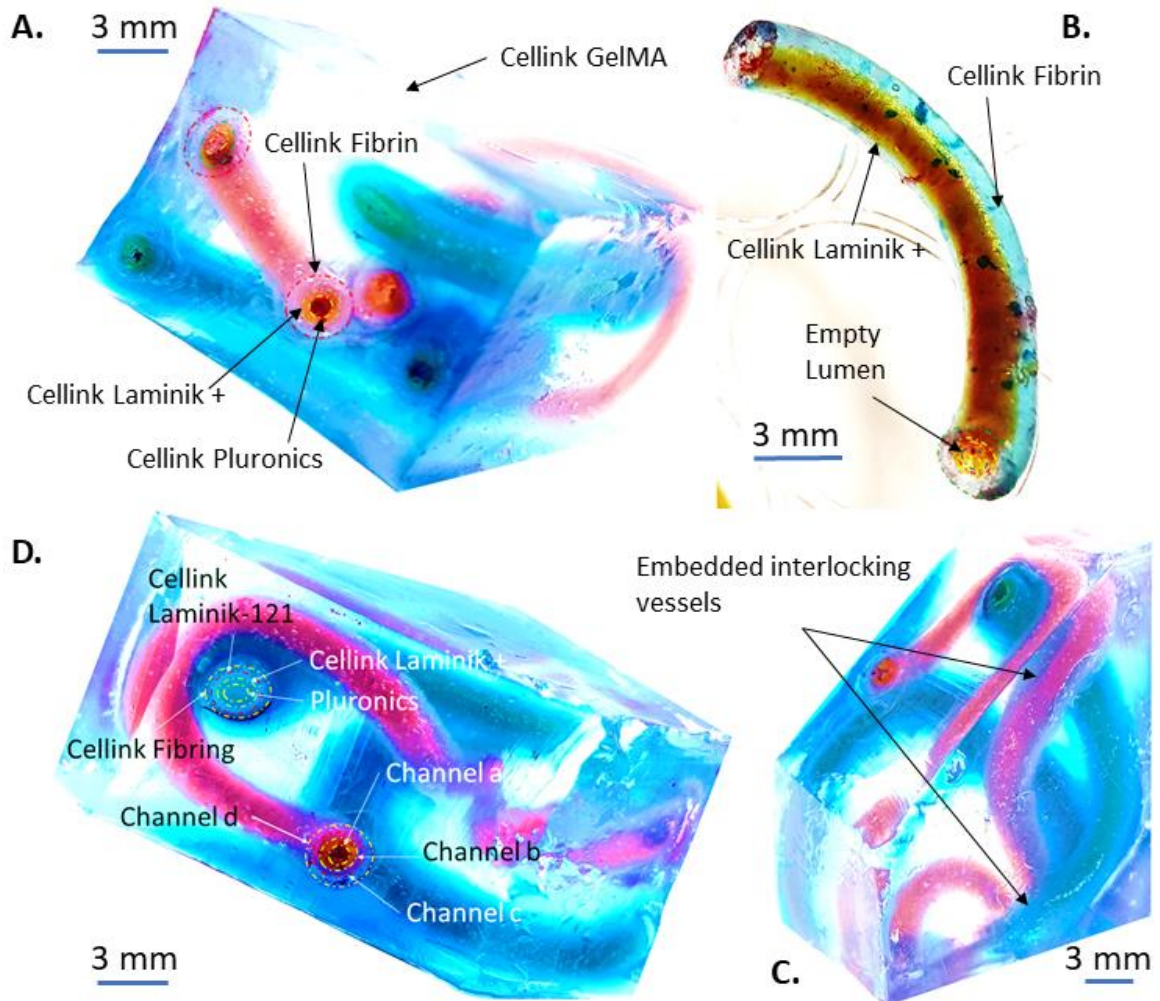 A.
3 mm
Cellink GelMA
Cellink Fibrin
Cellink Laminik +
Cellink Pluronics
B.
Cellink Fibrin
Cellink Laminik +
Empty
Lumen
3 mm
D.
Cellink
Laminik-121
Cellink Laminik +
Pluronics
Cellink Fibring
Channel a
Channel d
Channel b
Channel c
3 mm
Embedded interlocking
vessels
C.
3 mm